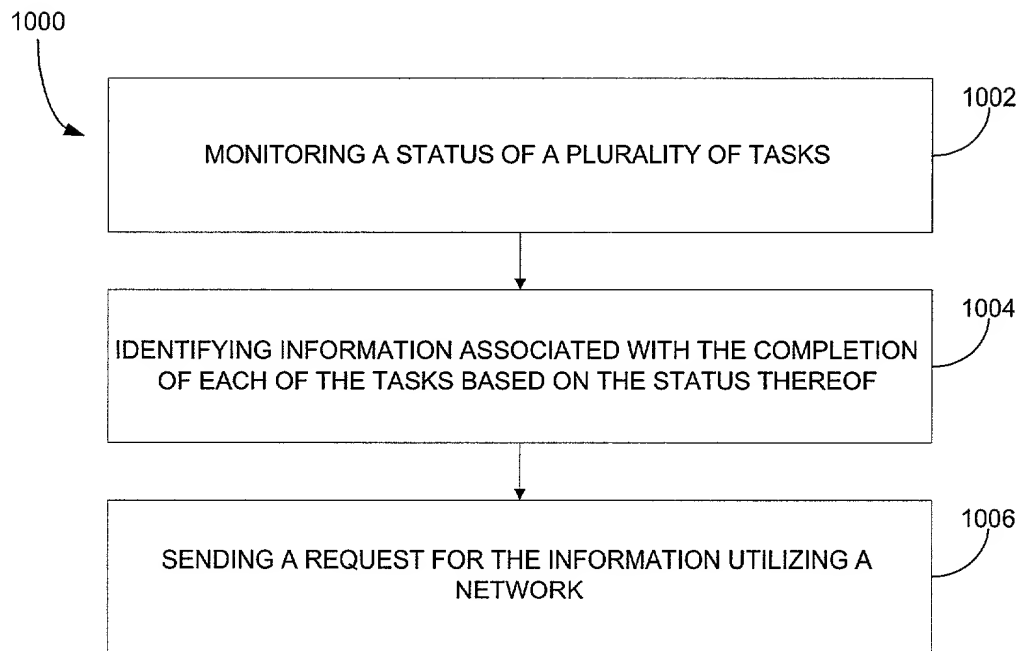 1000
1002
MONITORING A STATUS OF A PLURALITY OF TASKS
1004
IDENTIFYING INFORMATION ASSOCIATED WITH THE COMPLETION
OF EACH OF THE TASKS BASED ON THE STATUS THEREOF
1006
SENDING A REQUEST FOR THE INFORMATION UTILIZING A
NETWORK